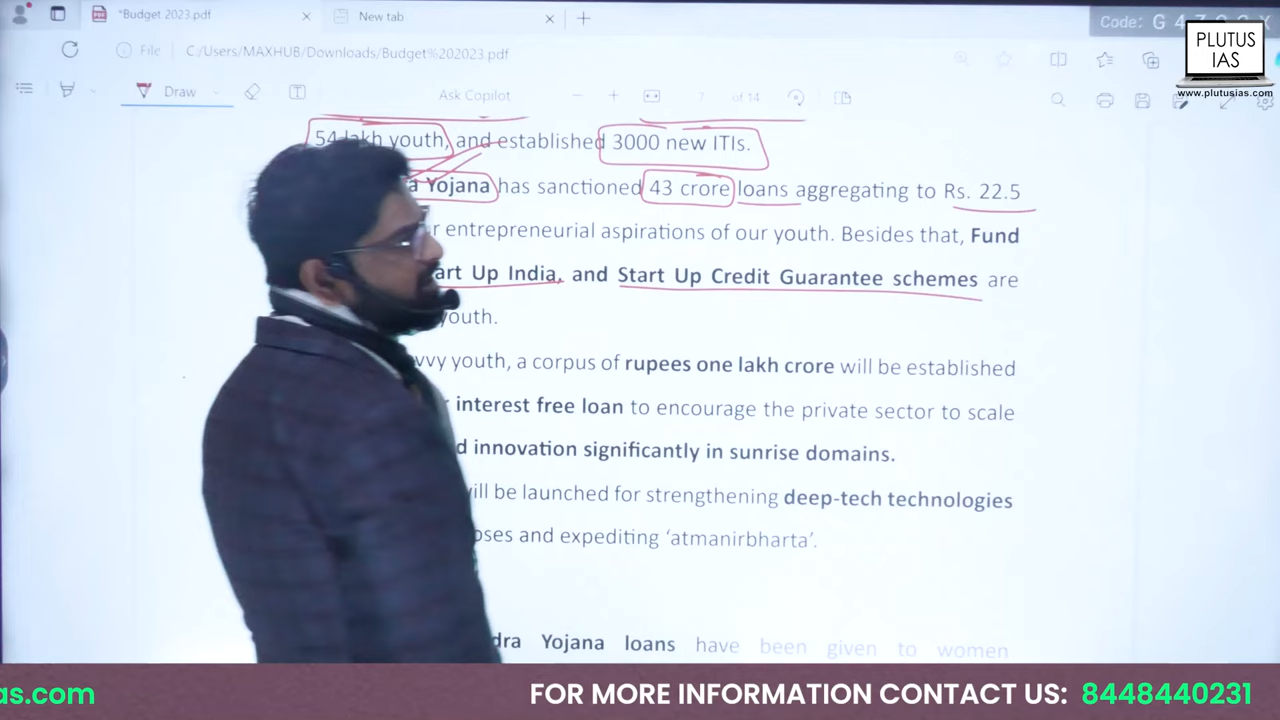 *Budget 2023.pdf
New tab
Code: G 4 7
PLUTUS
IAS
www.plutusias.com
File
C:/Users/MAXHUB/Downloads/Budget%202023.pdf
Draw
Ask Copilot
7 of 14
54 lakh youth, and established 3000 new ITIs.
a Yojana has sanctioned 43 crore loans aggregating to Rs. 22.5
r entrepreneurial aspirations of our youth. Besides that, Fund
art Up India, and Start Up Credit Guarantee schemes are
youth.
vvy youth, a corpus of rupees one lakh crore will be established
interest free loan to encourage the private sector to scale
d innovation significantly in sunrise domains.
will be launched for strengthening deep-tech technologies
oses and expediting ‘atmanirbharta’.
dra Yojana loans have been given to women
as.com
FOR MORE INFORMATION CONTACT US: 8448440231